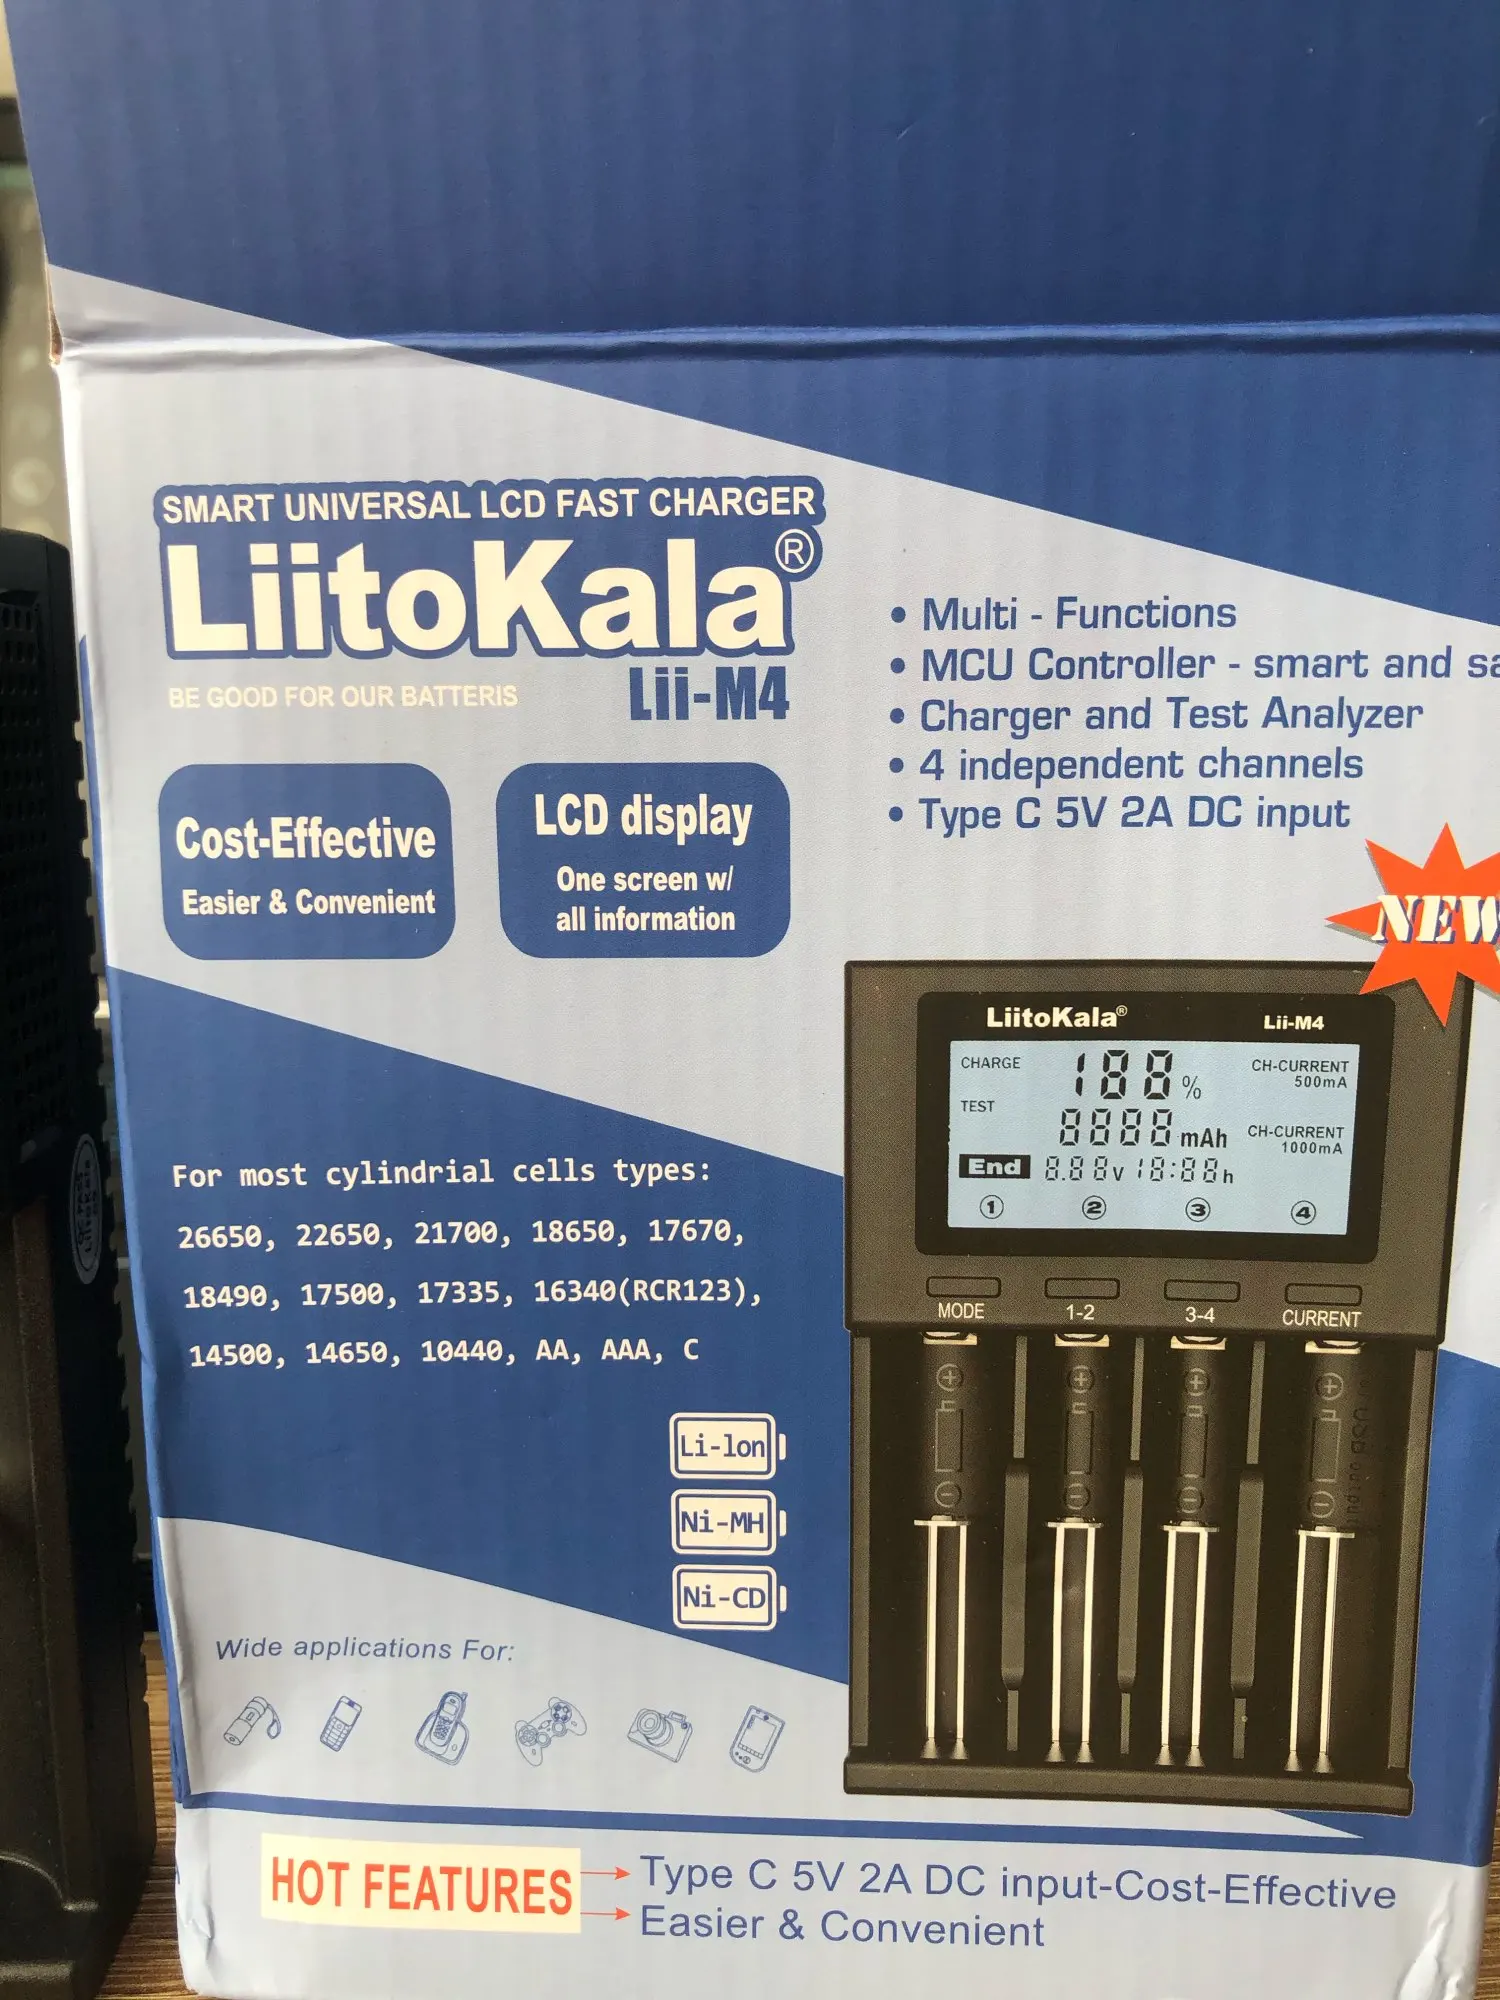 SMART UNIVERSAL LCD FAST CHARGER
LiitoKala®
BE GOOD FOR OUR BATTERIS
Lii-M4
Cost-Effective
Easier & Convenient
LCD display
One screen w/
all information
• Multi - Functions
• MCU Controller - smart and sa
• Charger and Test Analyzer
• 4 independent channels
• Type C 5V 2A DC input
NEW
LiitoKala®
Lii-M4
CHARGE
188%
CH-CURRENT
500mA
TEST
8888mAh
CH-CURRENT
1000mA
End
8.88V 18:88h
① ② ③ ④
MODE 1-2 3-4 CURRENT
For most cylindrial cells types:
26650, 22650, 21700, 18650, 17670,
18490, 17500, 17335, 16340(RCR123),
14500, 14650, 10440, AA, AAA, C
Li-lon
Ni-MH
Ni-CD
Wide applications For:
HOT FEATURES
Type C 5V 2A DC input-Cost-Effective
Easier & Convenient